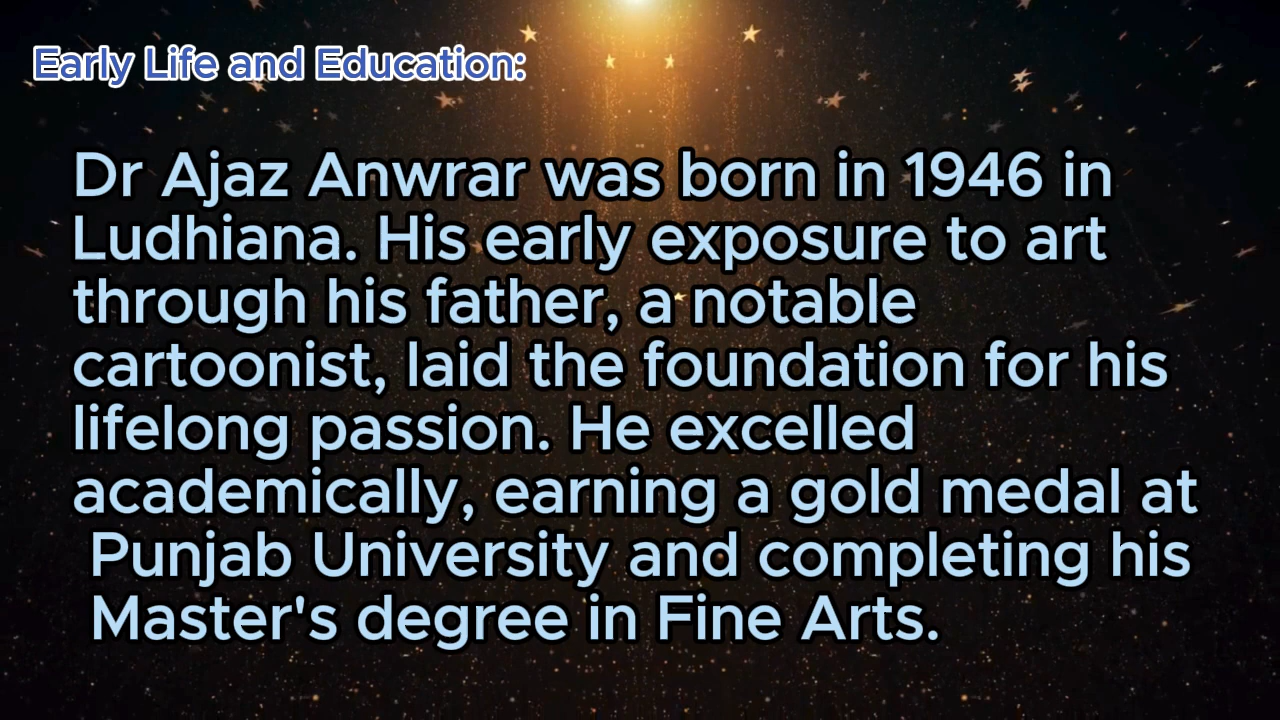 Early Life and Education:
Dr Ajaz Anwrar was born in 1946 in
Ludhiana. His early exposure to art
through his father, a notable
cartoonist, laid the foundation for his
lifelong passion. He excelled
academically, earning a gold medal at
Punjab University and completing his
Master's degree in Fine Arts.